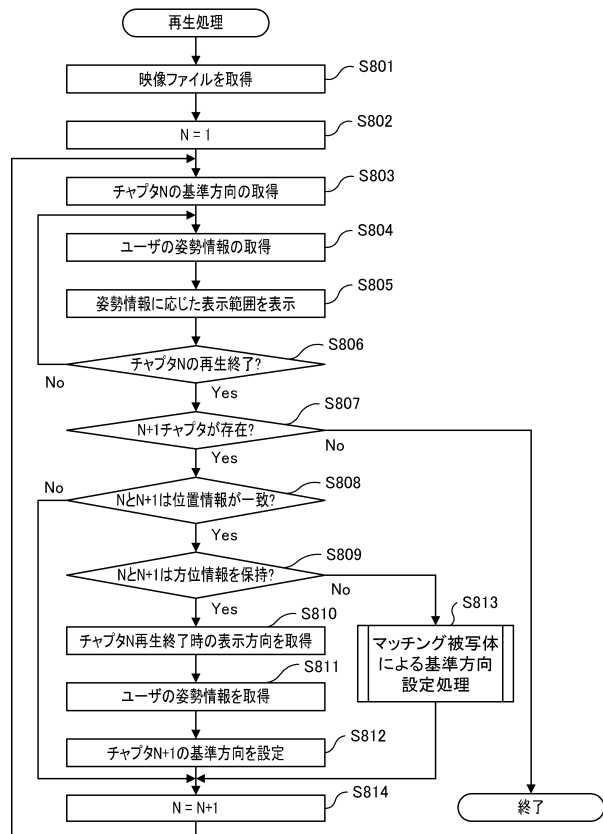 再生処理
S801
映像ファイルを取得
S802
N = 1
S803
チャプタNの基準方向の取得
S804
ユーザの姿勢情報の取得
S805
姿勢情報に応じた表示範囲を表示
S806
チャプタNの再生終了?
No
Yes
S807
N+1チャプタが存在?
No
Yes
S808
No
NとN+1は位置情報が一致?
Yes
S809
NとN+1は方位情報を保持?
No
Yes
S810
チャプタN再生終了時の表示方向を取得
S813
マッチング被写体
による基準方向
設定処理
S811
ユーザの姿勢情報を取得
S812
チャプタN+1の基準方向を設定
S814
N = N+1
終了